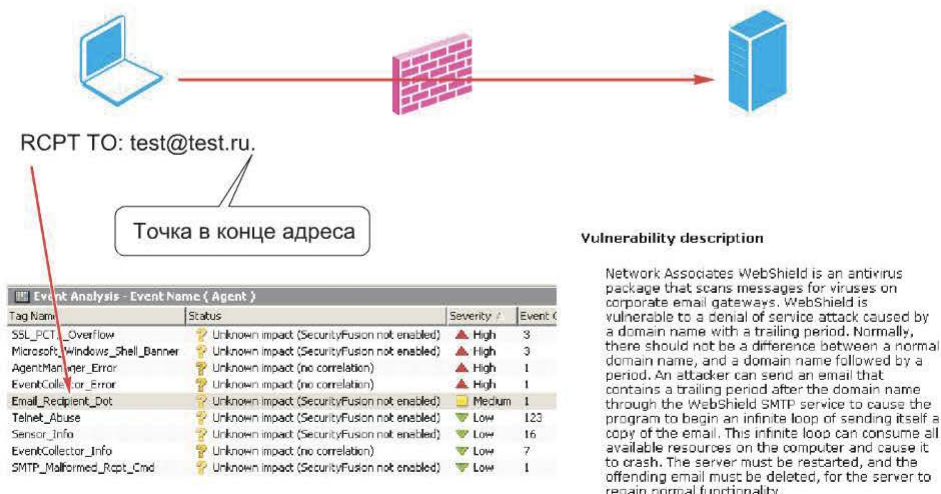 RCPT TO: test@test.ru.
Точка в конце адреса
Event Analysis - Event Name ( Agent )
Tag Name Status Severity / Event
SSL_PCT Overflow Unknown impact (SecurityFusion not enabled) High 3
Microsoft_Windows_Shell_Banner Unknown impact (SecurityFusion not enabled) High 3
AgentManager_Error Unknown impact (no correlation) High 1
EventCollector_Error Unknown impact (no correlation) High 1
Email_Recipient_Dot Unknown impact (SecurityFusion not enabled) Medium 1
Telnet_Abuse Unknown impact (SecurityFusion not enabled) Low 123
Sensor_Info Unknown impact (SecurityFusion not enabled) Low 16
EventCollector_Info Unknown impact (no correlation) Low 7
SMTP_Malformed_Rcpt_Cmd Unknown impact (SecurityFusion not enabled) Low 1
Vulnerability description
Network Associates WebShield is an antivirus
package that scans messages for viruses on
corporate email gateways. WebShield is
vulnerable to a denial of service attack caused by
a domain name with a trailing period. Normally,
there should not be a difference between a normal
domain name, and a domain name followed by a
period. An attacker can send an email that
contains a trailing period after the domain name
through the WebShield SMTP service to cause the
program to begin an infinite loop of sending itself a
copy of the email. This infinite loop can consume all
available resources on the computer and cause it
to crash. The server must be restarted, and the
offending email must be deleted, for the server to
regain normal functionality.